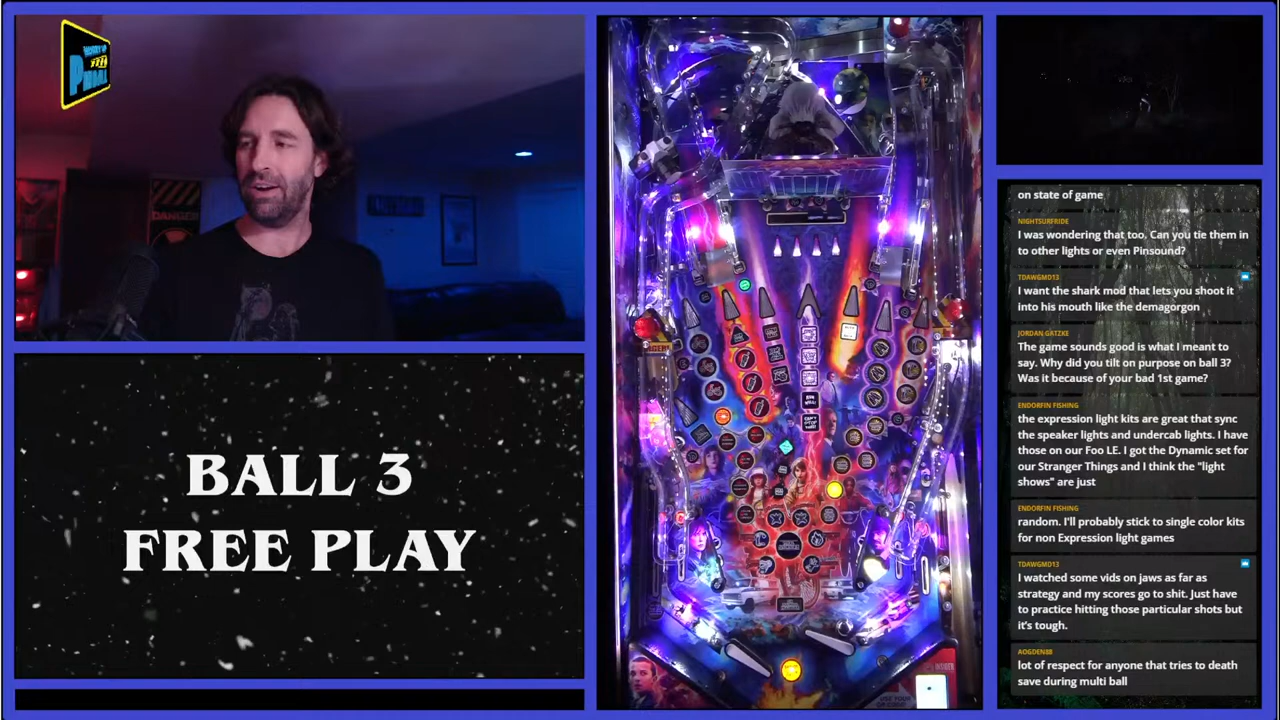 PINBALL
DANGER
BALL 3
FREE PLAY
on state of game
NIGHTSURFRIDE
I was wondering that too. Can you tie them in
to other lights or even Pinsound?
TDAWGMD13
I want the shark mod that lets you shoot it
into his mouth like the demagorgon
JORDAN GATZKE
The game sounds good is what I meant to
say. Why did you tilt on purpose on ball 3?
Was it because of your bad 1st game?
ENDORFIN FISHING
the expression light kits are great that sync
the speaker lights and undercab lights. I have
those on our Foo LE. I got the Dynamic set for
our Stranger Things and I think the "light
shows" are just
ENDORFIN FISHING
random. I'll probably stick to single color kits
for non Expression light games
TDAWGMD13
I watched some vids on jaws as far as
strategy and my scores go to shit. Just have
to practice hitting those particular shots but
it's tough.
AOGDEN88
lot of respect for anyone that tries to death
save during multi ball